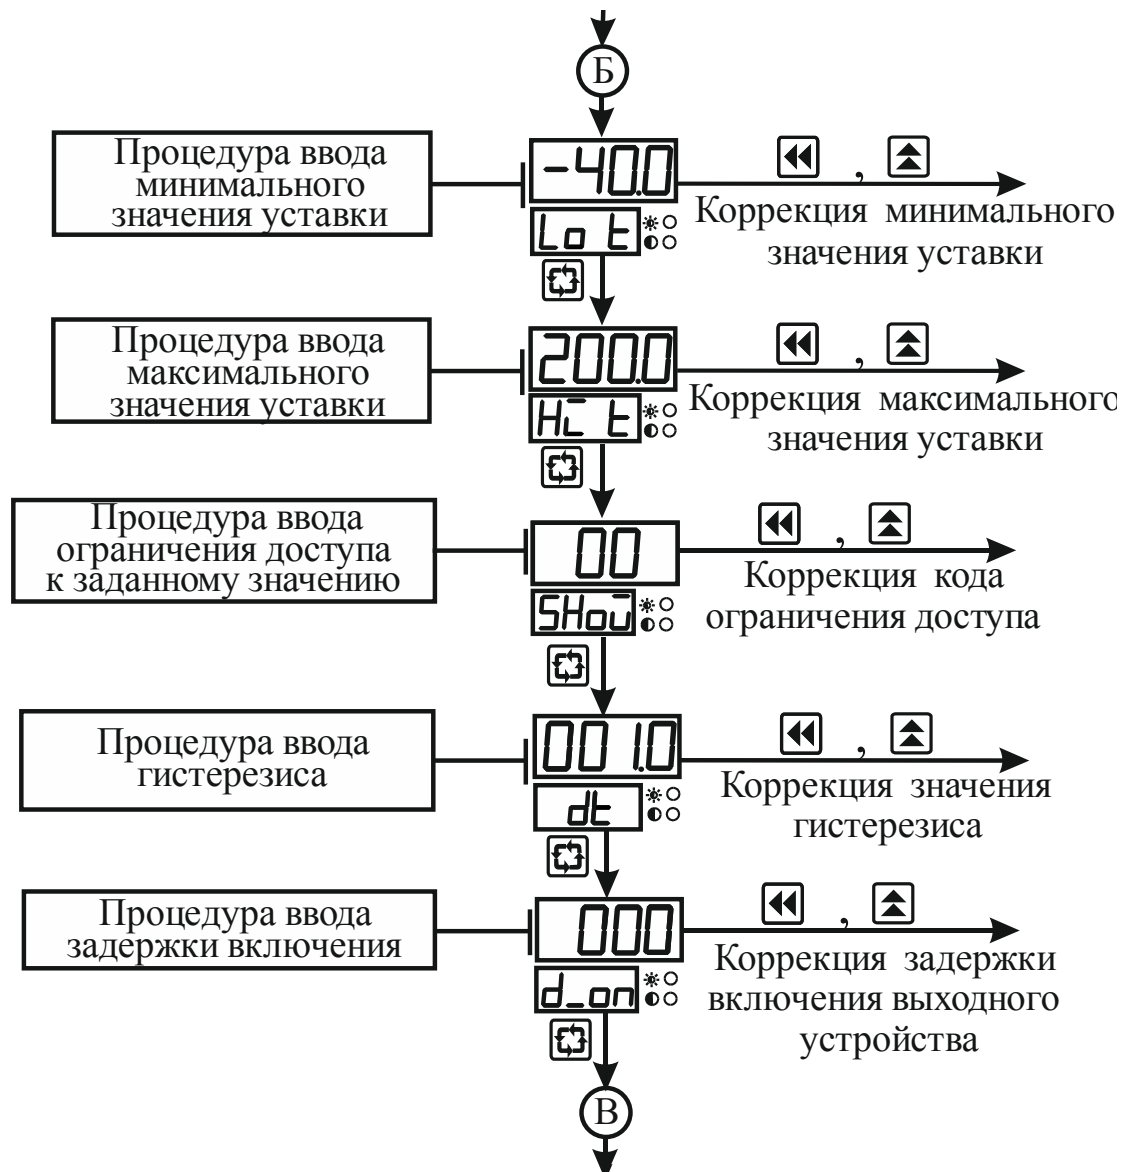 Б
Процедура ввода
минимального
значения уставки
-40.0
Lo t
,
Коррекция минимального
значения уставки
Процедура ввода
максимального
значения уставки
200.0
Hi t
,
Коррекция максимального
значения уставки
Процедура ввода
ограничения доступа
к заданному значению
00
SHow
,
Коррекция кода
ограничения доступа
Процедура ввода
гистерезиса
001.0
dt
,
Коррекция значения
гистерезиса
Процедура ввода
задержки включения
000
d_on
,
Коррекция задержки
включения выходного
устройства
В